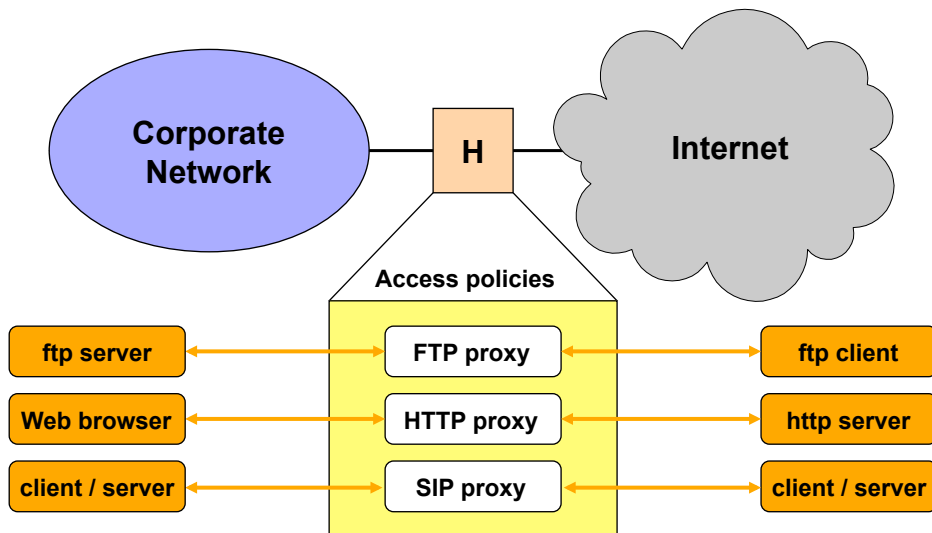 Corporate
Network
H
Internet
Access policies
ftp server
FTP proxy
ftp client
Web browser
HTTP proxy
http server
client / server
SIP proxy
client / server